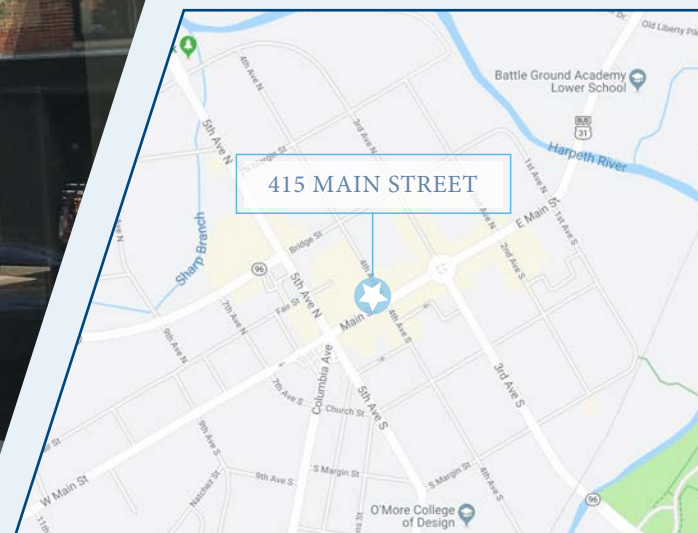 Old Liberty Pik
Battle Ground Academy
Lower School
BUS
31
Harpeth River
4th Ave N
3rd Ave N
5th Ave N
1st Ave N
1st Ave S
415 MAIN STREET
E Main St
2nd Ave S
Sharp Branch
Bridge St
96
5th Ave N
Fair St
Main
4th Ave S
7th Ave N
9th Ave N
Columbia Ave
7th Ave S
Church St
5th Ave S
3rd Ave S
9th Ave S
9th Ave S
S Margin St
S Margin St
4th Ave S
W Main St
Natchez St
O'More College
of Design
96